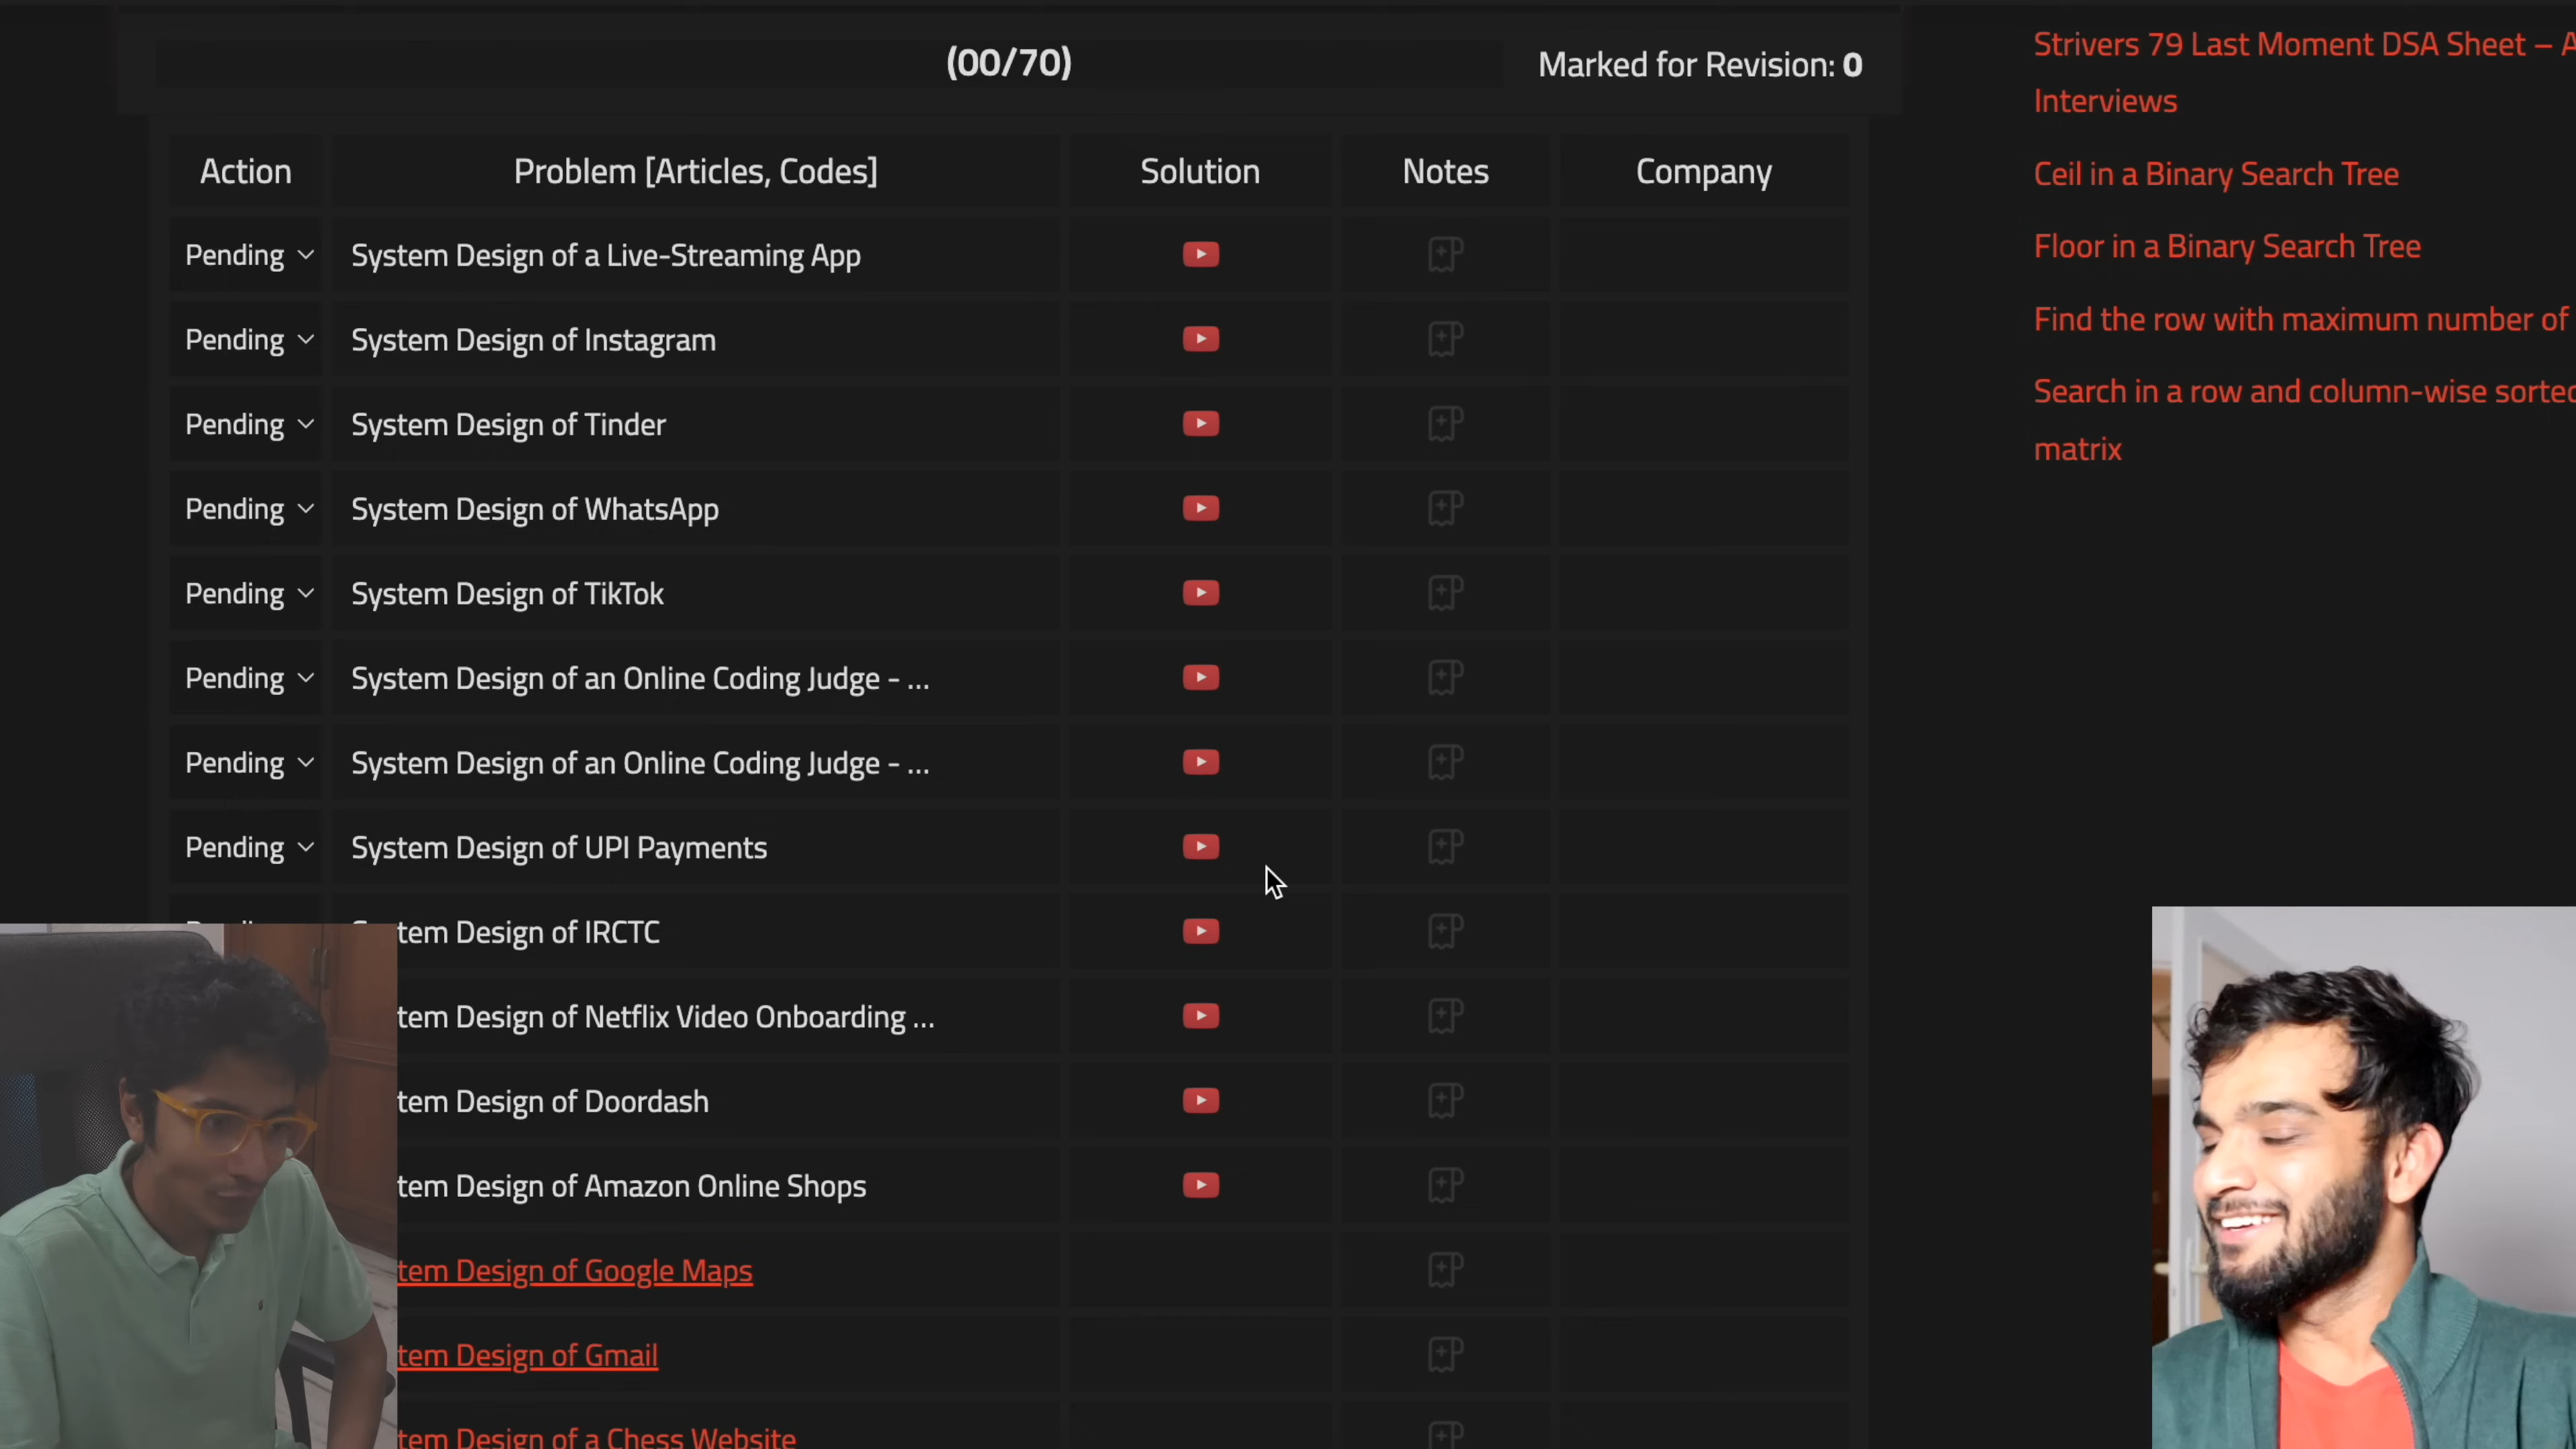 (00/70)
Marked for Revision: 0
Action Problem [Articles, Codes] Solution Notes Company
Pending System Design of a Live-Streaming App
Pending System Design of Instagram
Pending System Design of Tinder
Pending System Design of WhatsApp
Pending System Design of TikTok
Pending System Design of an Online Coding Judge - ...
Pending System Design of an Online Coding Judge - ...
Pending System Design of UPI Payments
tem Design of IRCTC
tem Design of Netflix Video Onboarding ...
tem Design of Doordash
tem Design of Amazon Online Shops
tem Design of Google Maps
tem Design of Gmail
tem Design of a Chess Website
Strivers 79 Last Moment DSA Sheet – A
Interviews
Ceil in a Binary Search Tree
Floor in a Binary Search Tree
Find the row with maximum number of
Search in a row and column-wise sorted
matrix